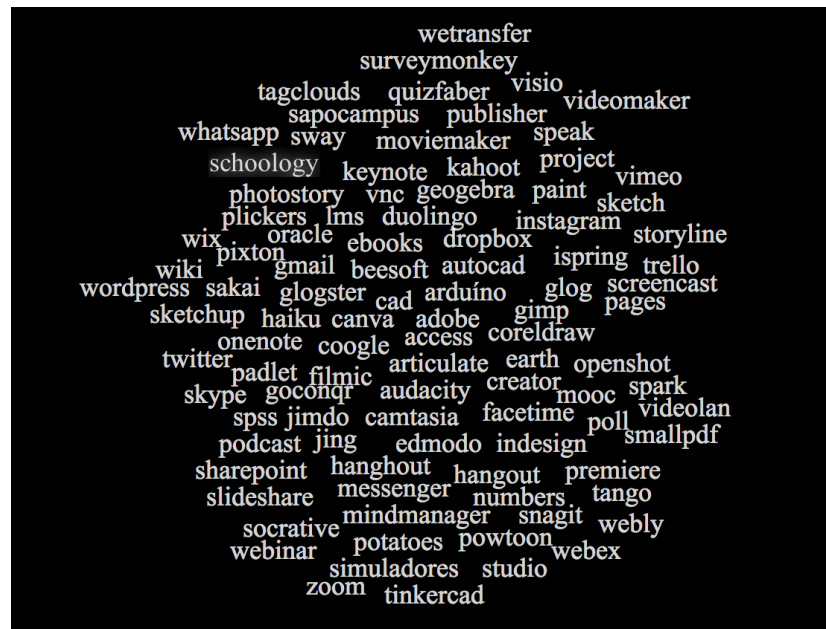 wetransfer
surveymonkey
tagclouds quizfaber visio videomaker
sapocampus publisher
whatsapp sway moviemaker speak
schoology keynote kahoot project vimeo
photostory vnc geogebra paint sketch
plickers lms duolingo instagram
wix oracle ebooks dropbox storyline
pixton
wiki gmail beesoft autocad ispring trello
wordpress sakai glogster cad arduíno glog screencast
sketchup haiku canva adobe gimp pages
onenote coogle access coreldraw
twitter articulate earth openshot
padlet filmic
skype goconqr audacity creator mooc spark
spss jimdo camtasia facetime poll videolan
podcast jing edmodo indesign smallpdf
sharepoint hanghout hangout premiere
slideshare messenger numbers tango
socrative mindmanager snagit webly
webinar potatoes powtoon webex
simuladores studio
zoom tinkercad